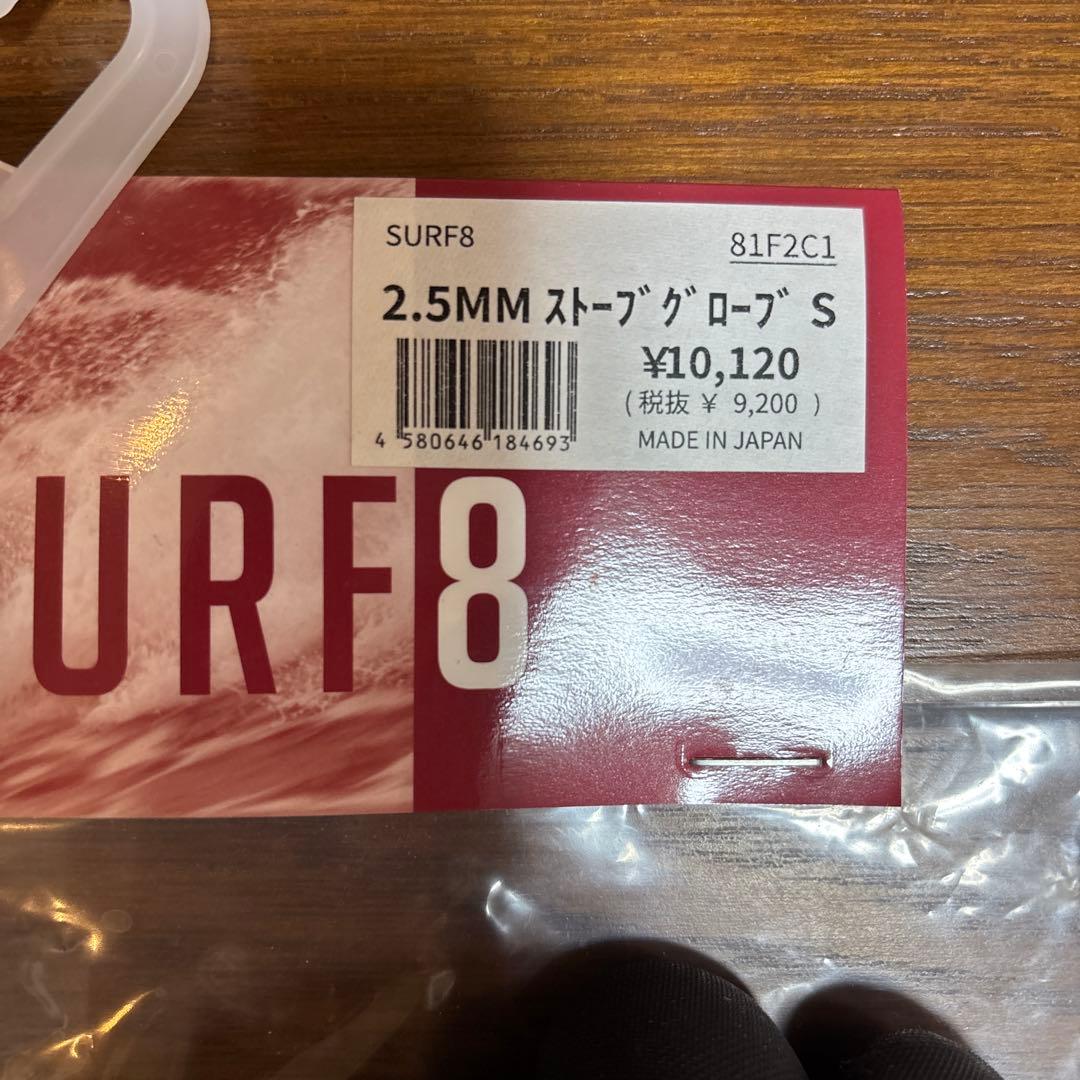 SURF8
81F2C1
2.5MM ｽﾄｰﾌﾞｸﾞﾛｰﾌﾞ S
¥10,120
(税抜 ¥ 9,200 )
4 580646 184693
MADE IN JAPAN
URF8